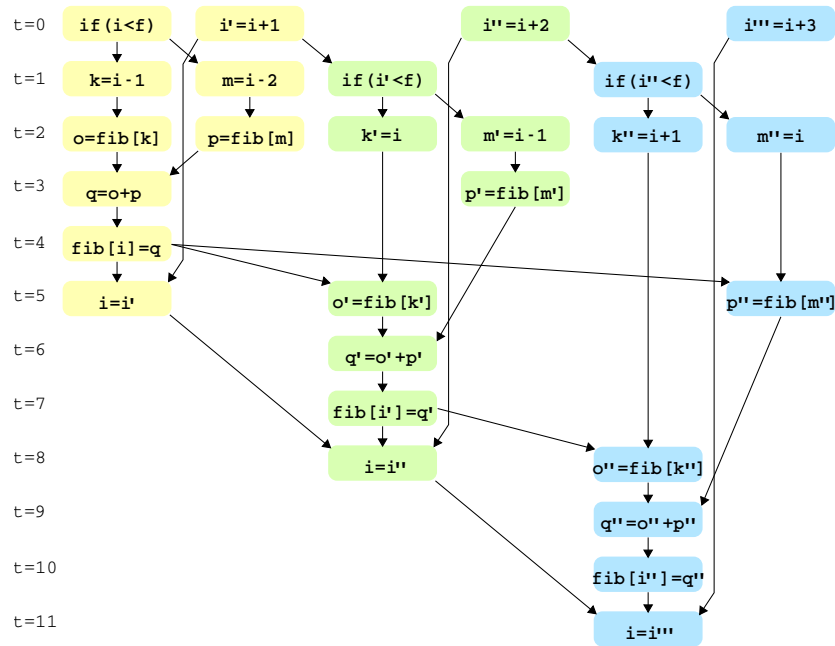 t=0 if(i<f) i'=i+1 i''=i+2 i'''=i+3
t=1 k=i-1 m=i-2 if(i'<f) if(i''<f)
t=2 o=fib[k] p=fib[m] k'=i m'=i-1 k''=i+1 m''=i
t=3 q=o+p p'=fib[m']
t=4 fib[i]=q
t=5 i=i' o'=fib[k'] p''=fib[m'']
t=6 q'=o'+p'
t=7 fib[i']=q'
t=8 i=i'' o''=fib[k'']
t=9 q''=o''+p''
t=10 fib[i'']=q''
t=11 i=i'''